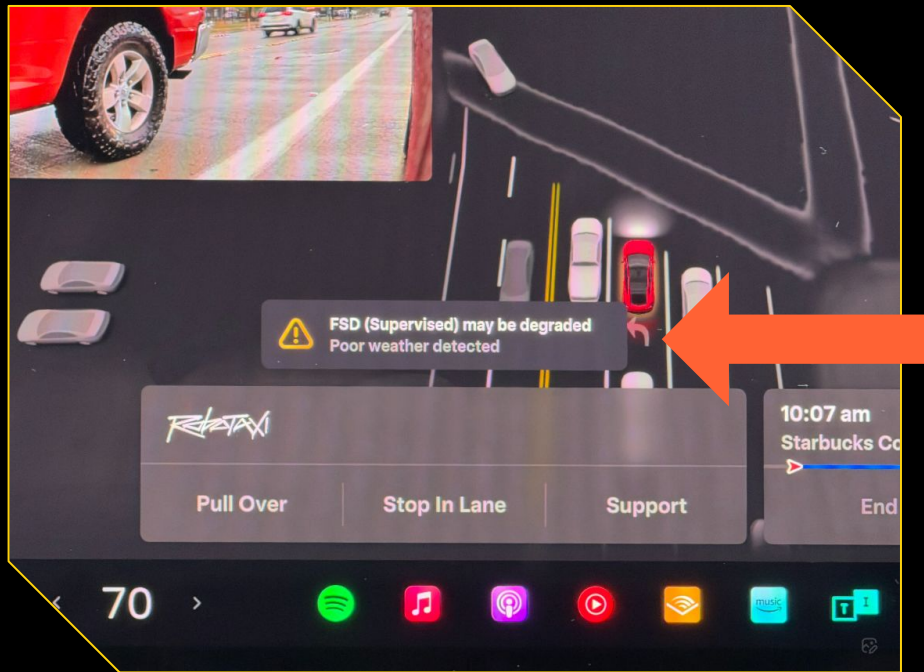 FSD (Supervised) may be degraded
Poor weather detected
ROBOTAXI
10:07 am
Starbucks
Pull Over
Stop In Lane
Support
End
70
music
T I